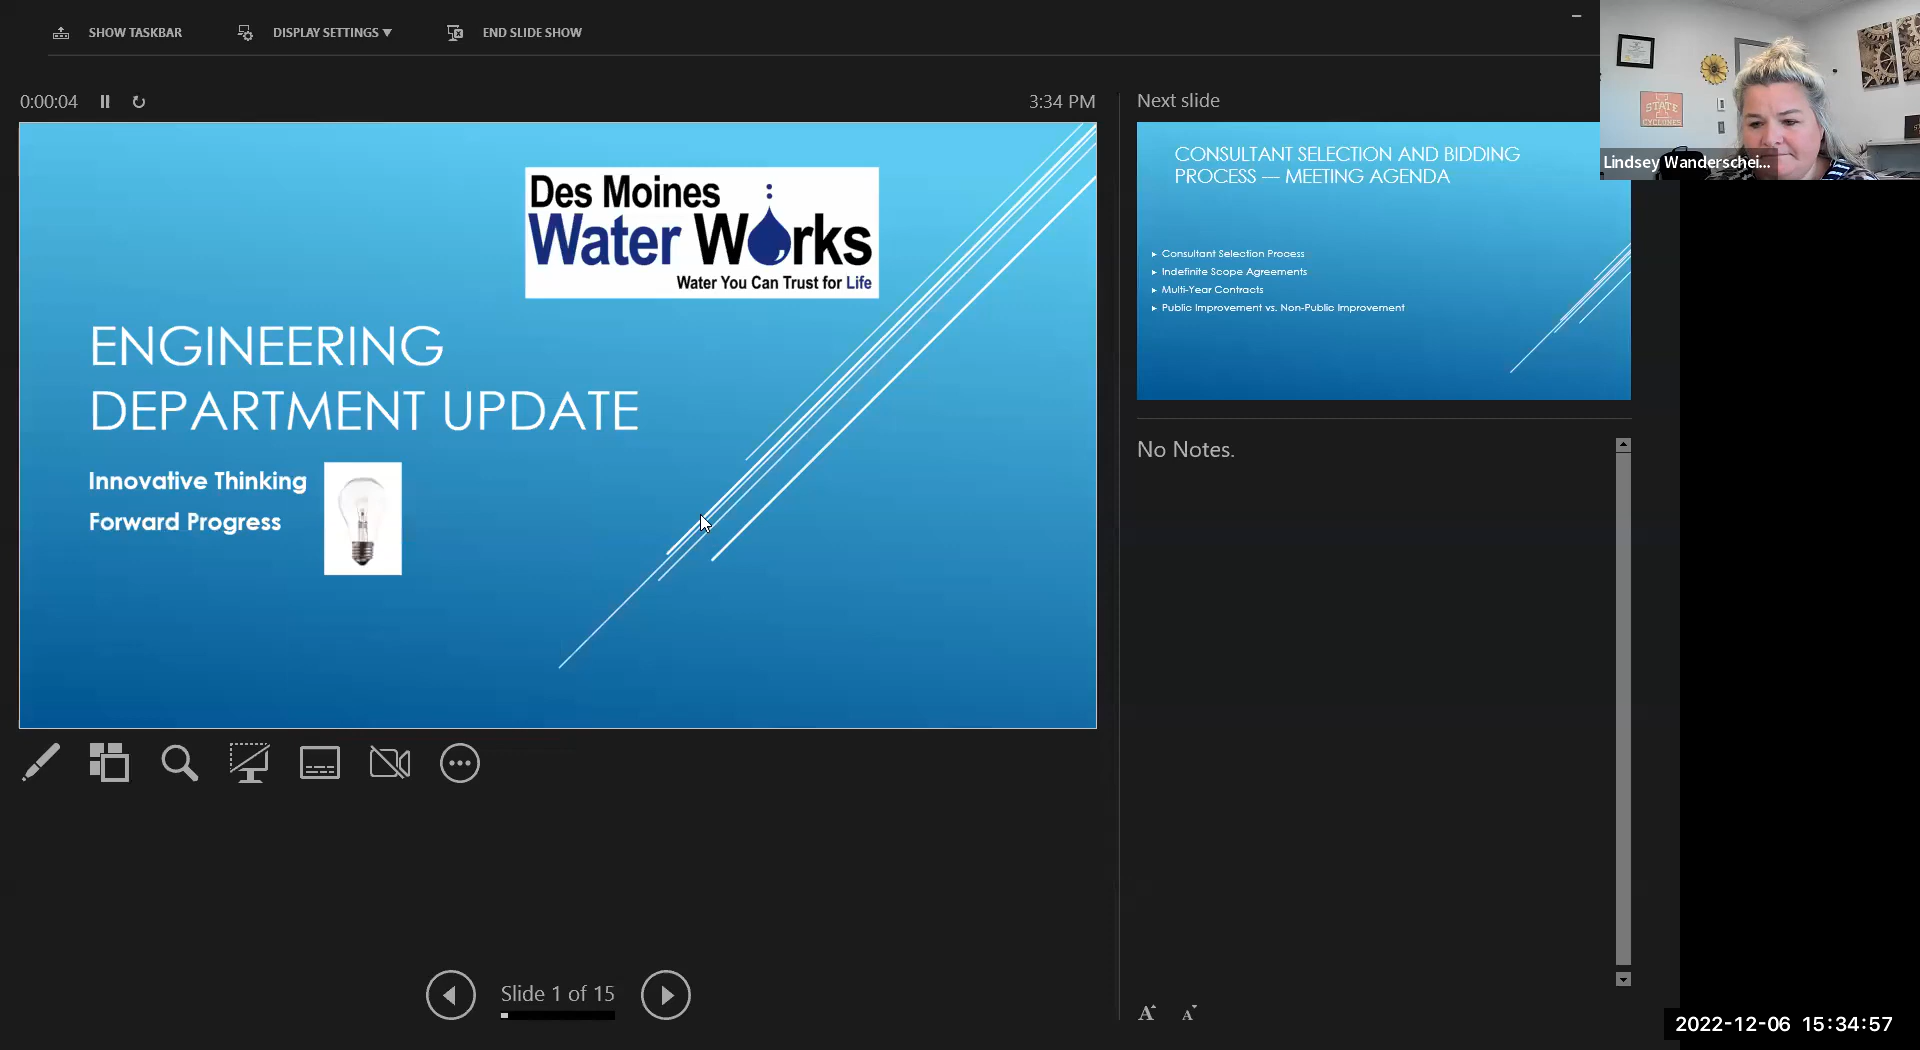 SHOW TASKBAR
DISPLAY SETTINGS ▼
END SLIDE SHOW
0:00:04
3:34 PM
Next slide
Des Moines
Water Works
Water You Can Trust for Life
ENGINEERING
DEPARTMENT UPDATE
Innovative Thinking
Forward Progress
CONSULTANT SELECTION AND BIDDING
PROCESS — MEETING AGENDA
Consultant Selection Process
Indefinite Scope Agreements
Multi-Year Contracts
Public Improvement vs. Non-Public Improvement
STATE
CYCLONES
Lindsey Wanderschei...
No Notes.
Slide 1 of 15
A A
2022-12-06 15:34:57